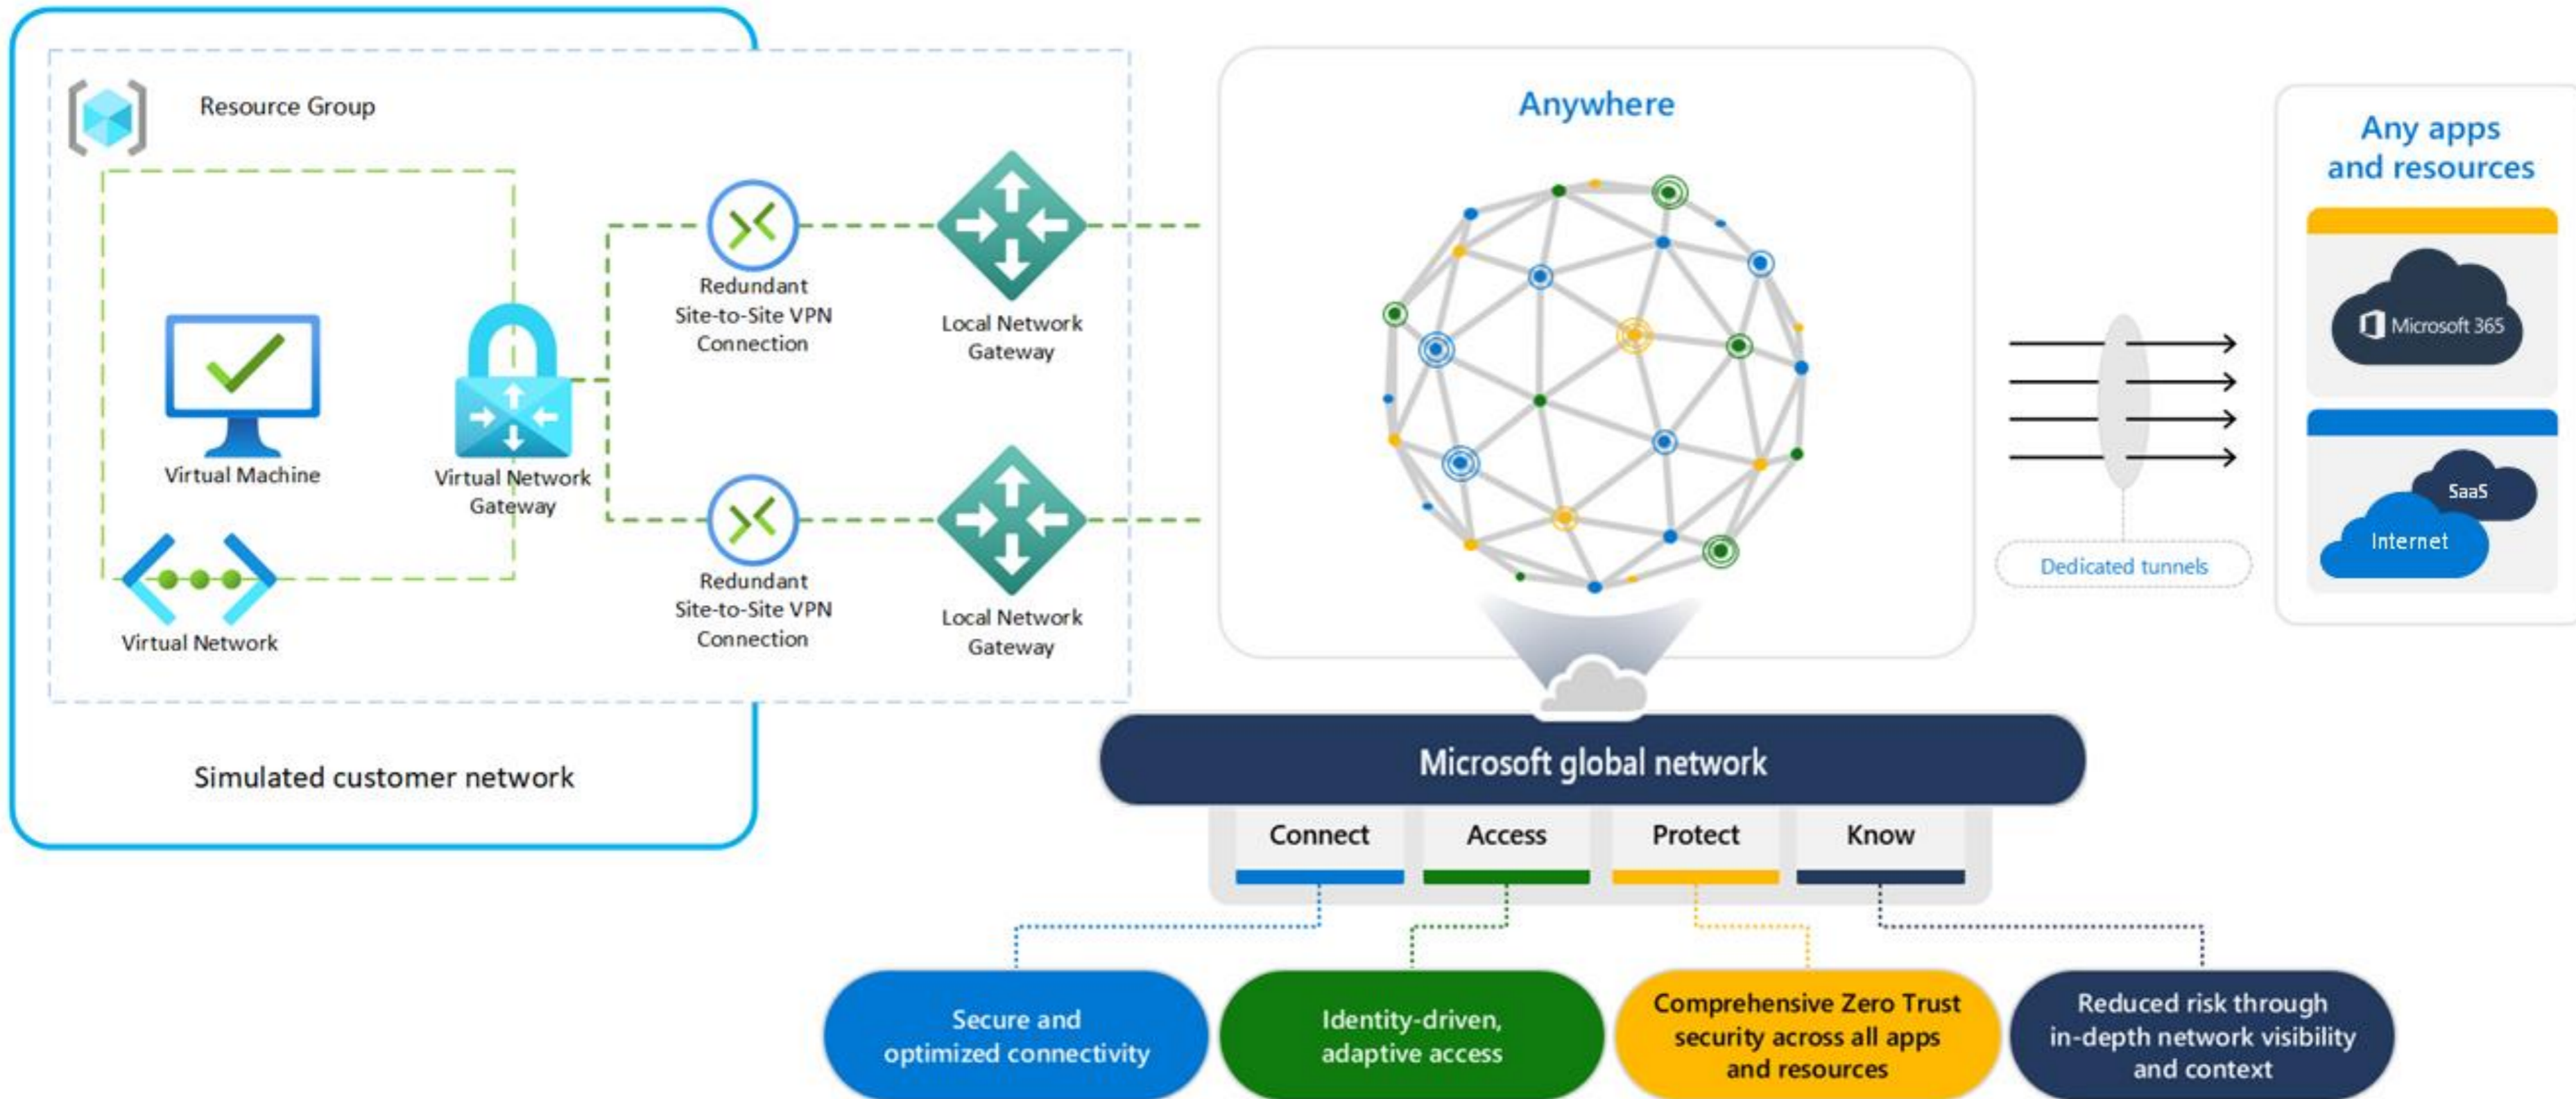 Resource Group
Virtual Machine
Virtual Network
Gateway
Virtual Network
Redundant
Site-to-Site VPN
Connection
Local Network
Gateway
Redundant
Site-to-Site VPN
Connection
Local Network
Gateway
Simulated customer network
Anywhere
Dedicated tunnels
Any apps
and resources
Microsoft 365
SaaS
Internet
Microsoft global network
Connect
Access
Protect
Know
Secure and
optimized connectivity
Identity-driven,
adaptive access
Comprehensive Zero Trust
security across all apps
and resources
Reduced risk through
in-depth network visibility
and context